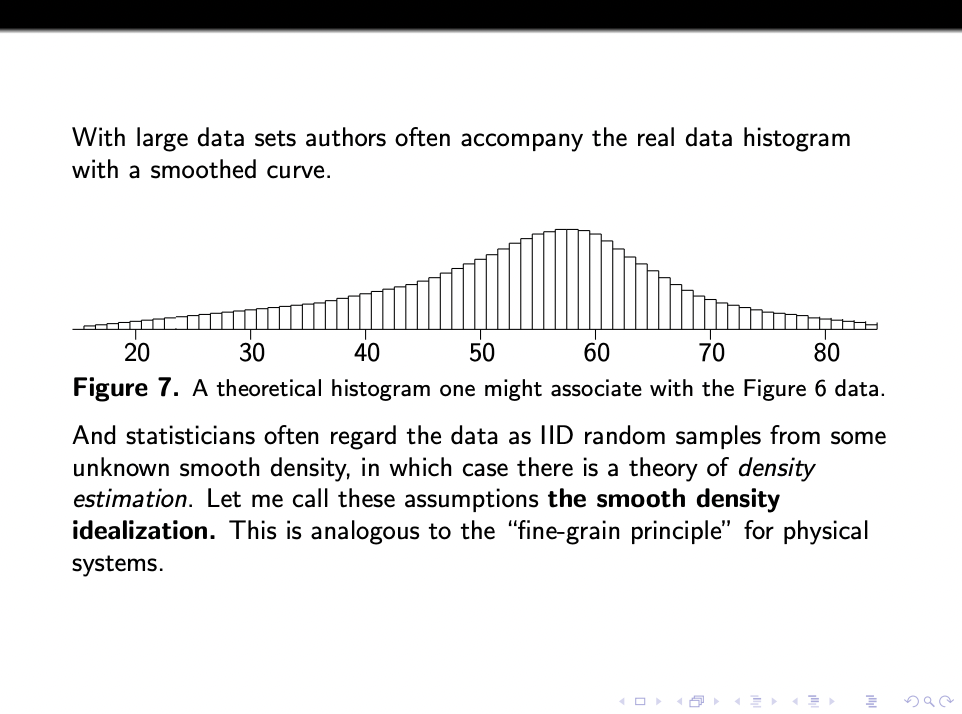 With large data sets authors often accompany the real data histogram
with a smoothed curve.
20 30 40 50 60 70 80
Figure 7. A theoretical histogram one might associate with the Figure 6 data.
And statisticians often regard the data as IID random samples from some
unknown smooth density, in which case there is a theory of density
estimation. Let me call these assumptions the smooth density
idealization. This is analogous to the “fine-grain principle” for physical
systems.